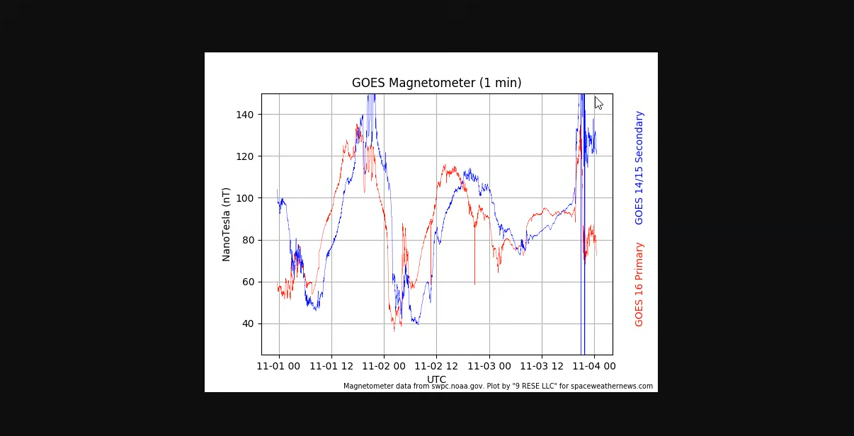 GOES Magnetometer (1 min)
140
120
100
80
60
40
NanoTesla (nT)
GOES 14/15 Secondary
GOES 16 Primary
11-01 00 11-01 12 11-02 00 11-02 12 11-03 00 11-03 12 11-04 00
UTC
Magnetometer data from swpc.noaa.gov. Plot by "9 RESE LLC" for spaceweathernews.com